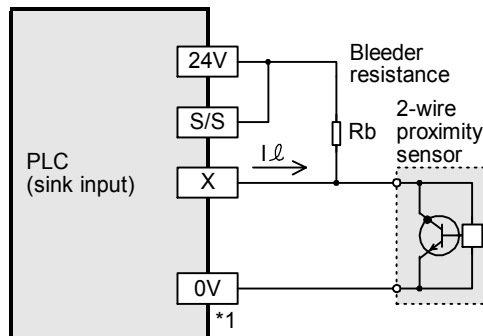 24V
Bleeder
resistance
S/S
2-wire
proximity
sensor
Rb
PLC
(sink input)
Iℓ
X
0V
*1